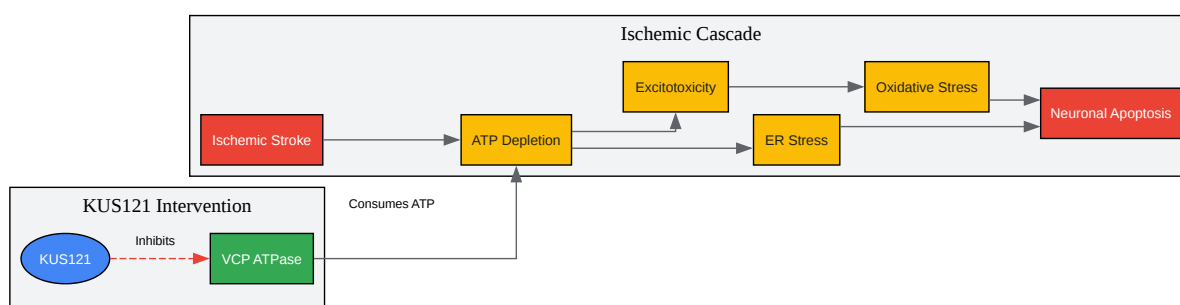 Ischemic Cascade
Excitotoxicity
Oxidative Stress
Neuronal Apoptosis
Ischemic Stroke
ATP Depletion
ER Stress
KUS121 Intervention
Consumes ATP
Inhibits
KUS121
VCP ATPase